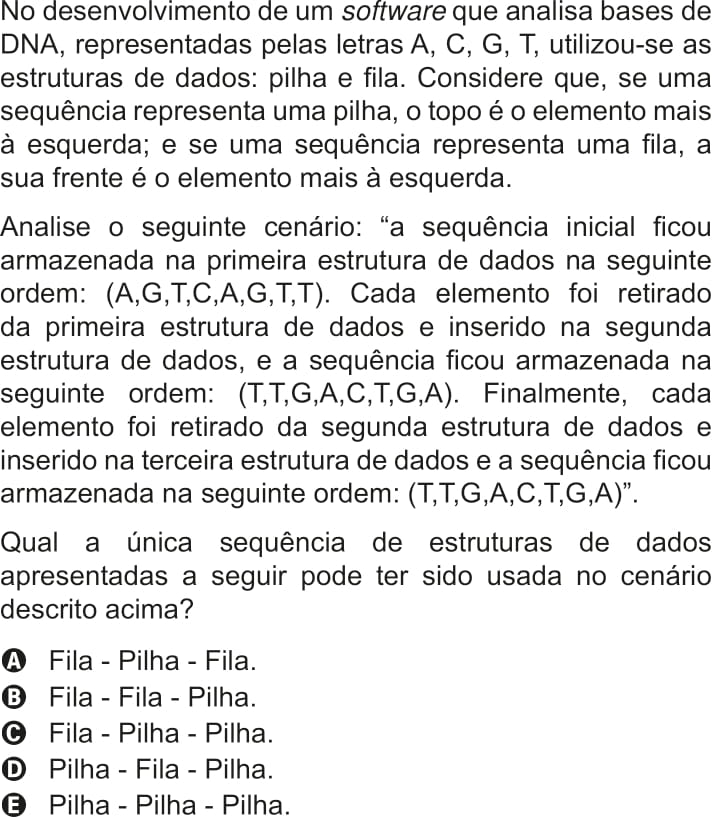 No desenvolvimento de um software que analisa bases de
DNA, representadas pelas letras A, C, G, T, utilizou-se as
estruturas de dados: pilha e fila. Considere que, se uma
sequência representa uma pilha, o topo é o elemento mais
à esquerda; e se uma sequência representa uma fila, a
sua frente é o elemento mais à esquerda.
Analise o seguinte cenário: “a sequência inicial ficou
armazenada na primeira estrutura de dados na seguinte
ordem: (A,G,T,C,A,G,T,T). Cada elemento foi retirado
da primeira estrutura de dados e inserido na segunda
estrutura de dados, e a sequência ficou armazenada na
seguinte ordem: (T,T,G,A,C,T,G,A). Finalmente, cada
elemento foi retirado da segunda estrutura de dados e
inserido na terceira estrutura de dados e a sequência ficou
armazenada na seguinte ordem: (T,T,G,A,C,T,G,A)”.
Qual a única sequência de estruturas de dados
apresentadas a seguir pode ter sido usada no cenário
descrito acima?
A Fila - Pilha - Fila.
B Fila - Fila - Pilha.
C Fila - Pilha - Pilha.
D Pilha - Fila - Pilha.
E Pilha - Pilha - Pilha.